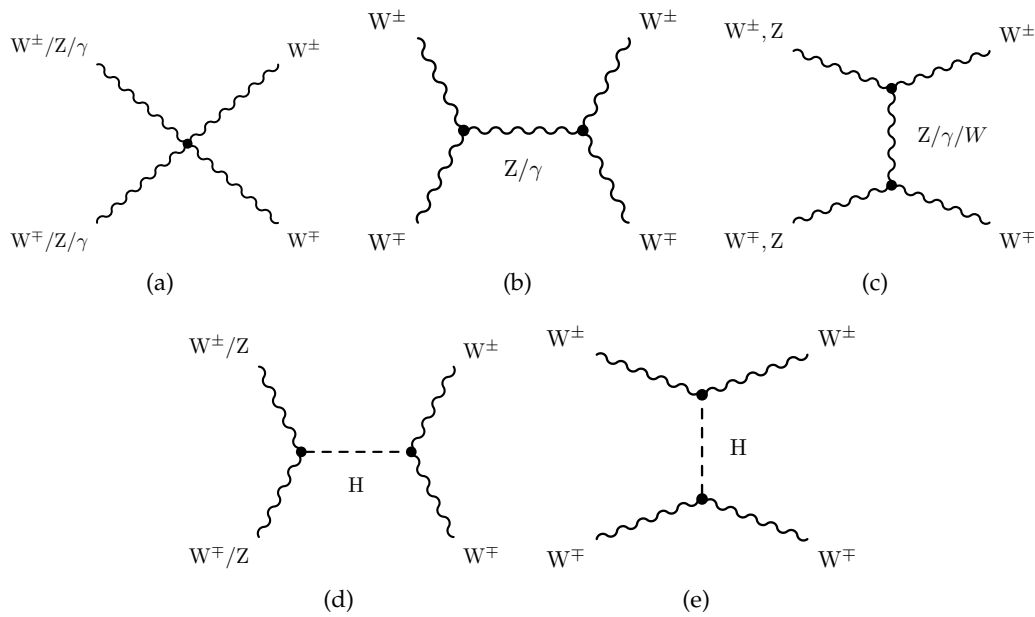 W±/Z/γ
W±
W∓/Z/γ
W∓
(a)
W±
W±
Z/γ
W∓
W∓
(b)
W±, Z
W±
Z/γ/W
W∓, Z
W∓
(c)
W±/Z
W±
H
W∓/Z
W∓
(d)
W±
W±
H
W∓
W∓
(e)